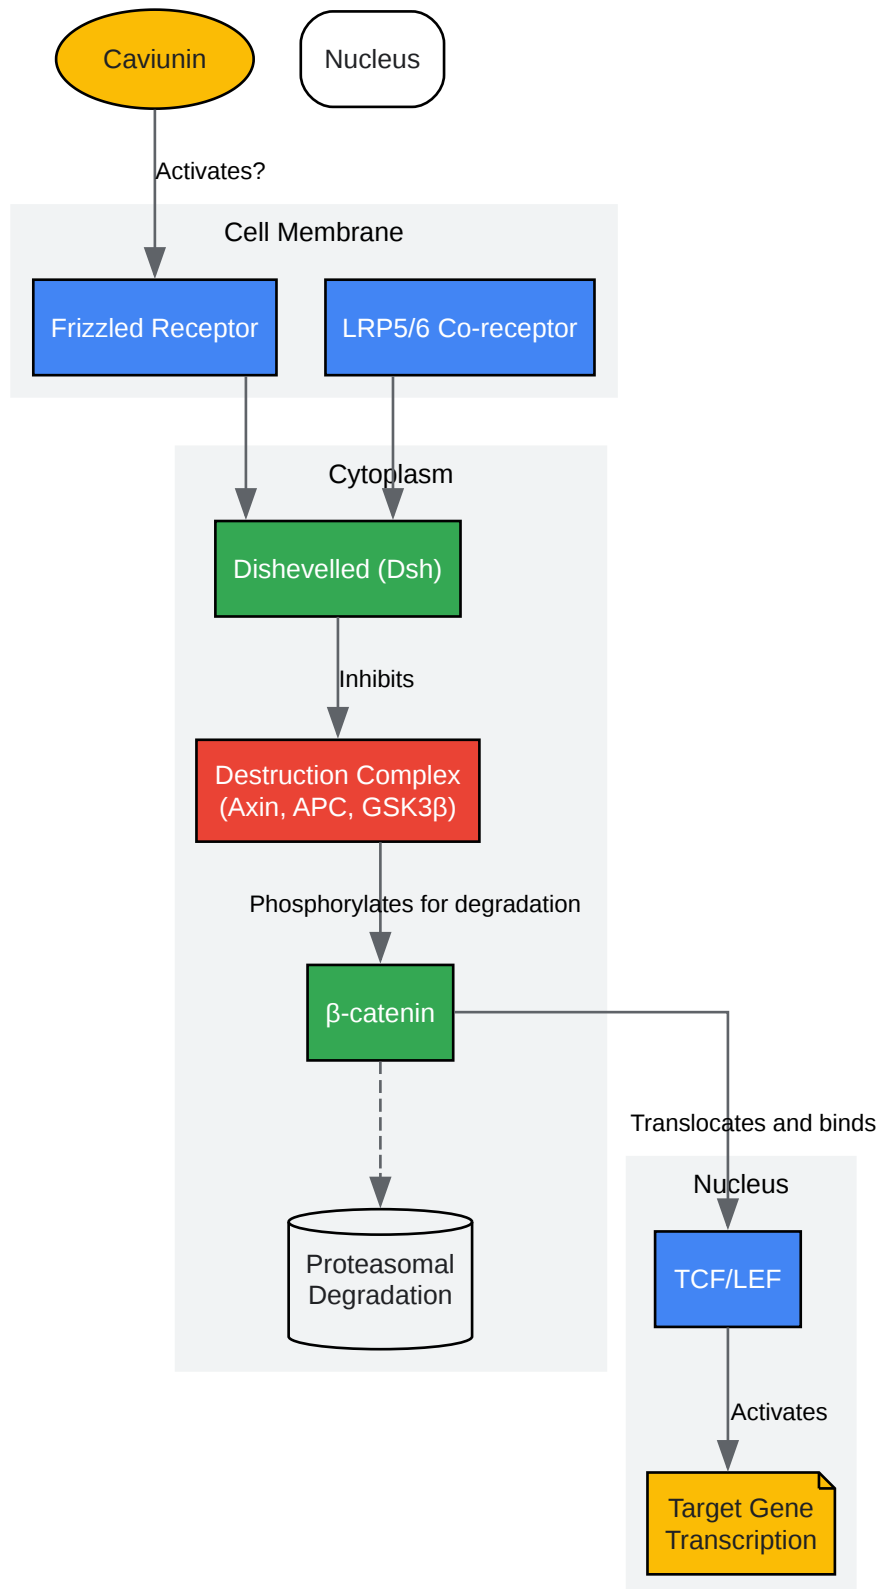 Caviunin
Nucleus
Activates?
Cell Membrane
Frizzled Receptor
LRP5/6 Co-receptor
Cytoplasm
Dishevelled (Dsh)
Inhibits
Destruction Complex
(Axin, APC, GSK3β)
Phosphorylates for degradation
β-catenin
Translocates and binds
Nucleus
Proteasomal
Degradation
TCF/LEF
Activates
Target Gene
Transcription